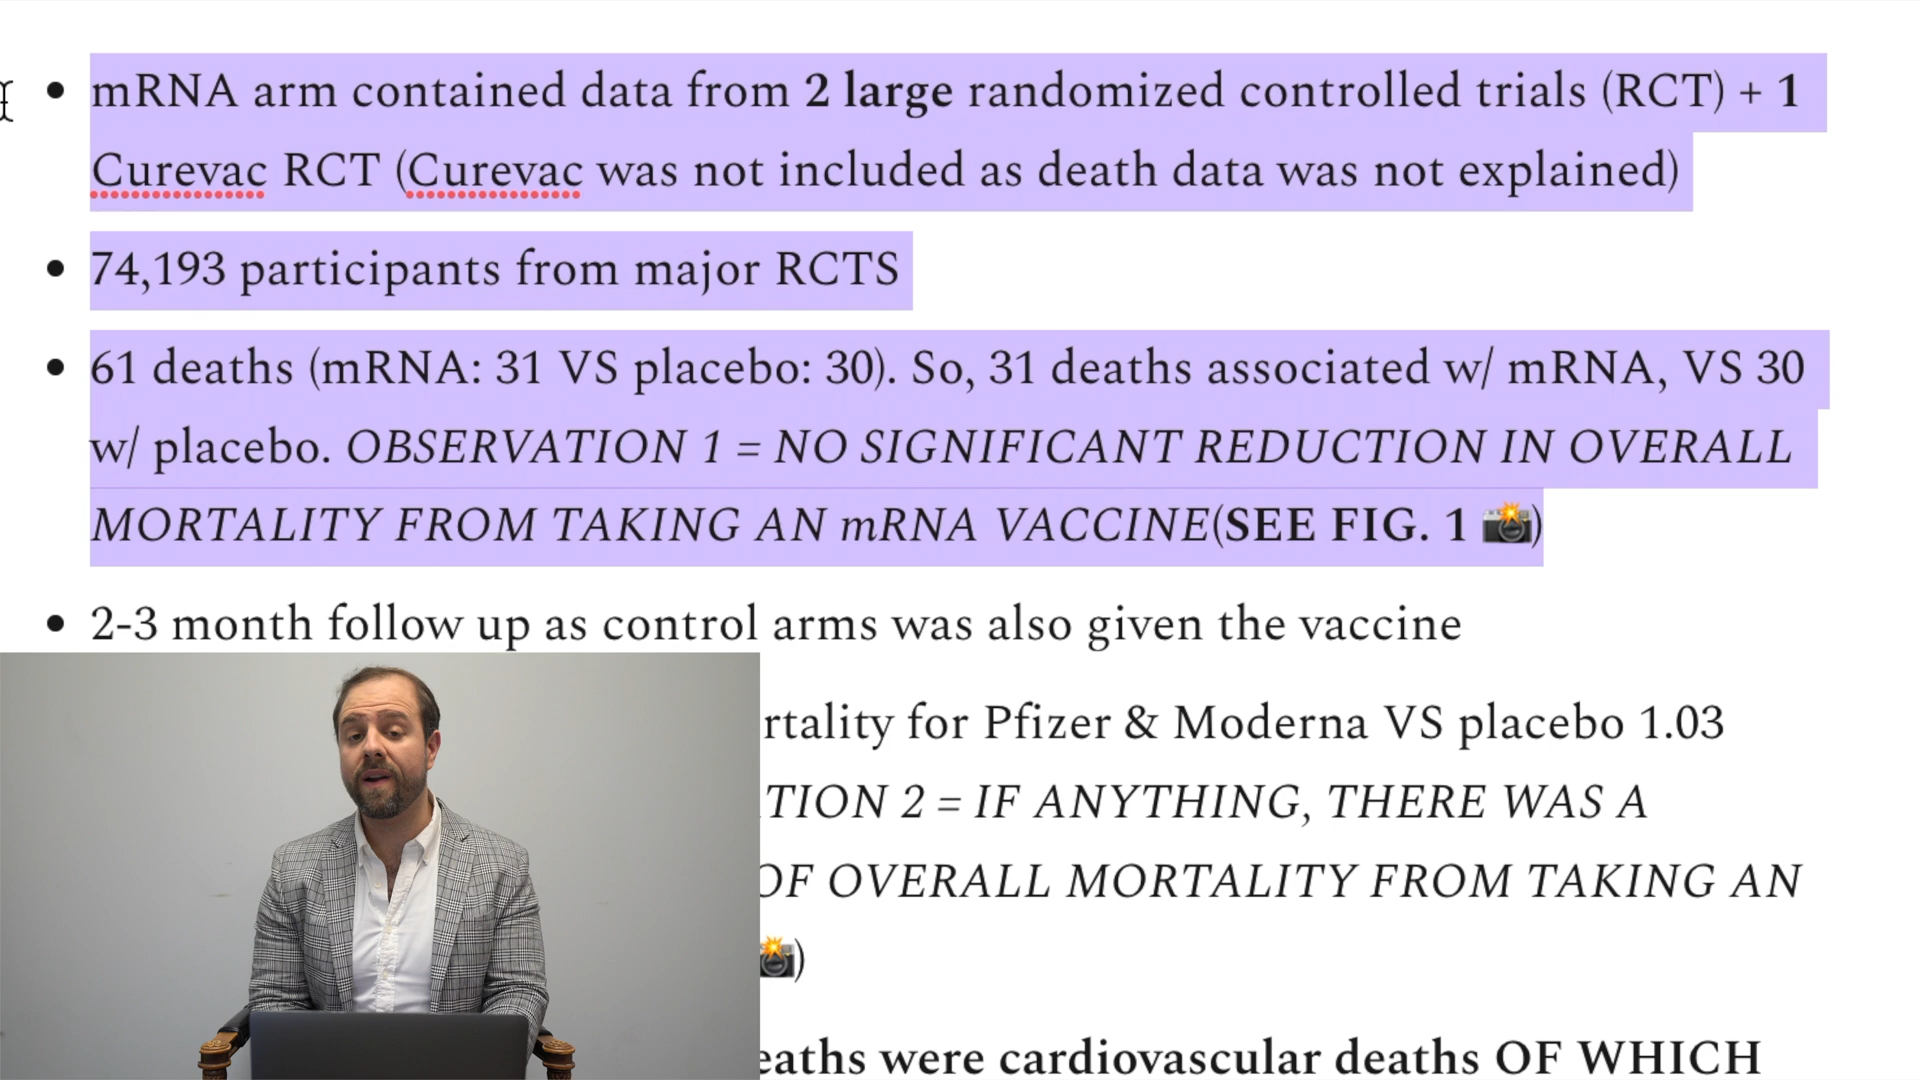 mRNA arm contained data from 2 large randomized controlled trials (RCT) + 1
Curevac RCT (Curevac was not included as death data was not explained)
74,193 participants from major RCTS
61 deaths (mRNA: 31 VS placebo: 30). So, 31 deaths associated w/ mRNA, VS 30
w/ placebo. OBSERVATION 1 = NO SIGNIFICANT REDUCTION IN OVERALL
MORTALITY FROM TAKING AN mRNA VACCINE(SEE FIG. 1 📸)
2-3 month follow up as control arms was also given the vaccine
rtality for Pfizer & Moderna VS placebo 1.03
TION 2 = IF ANYTHING, THERE WAS A
OF OVERALL MORTALITY FROM TAKING AN
📸)
eaths were cardiovascular deaths OF WHICH